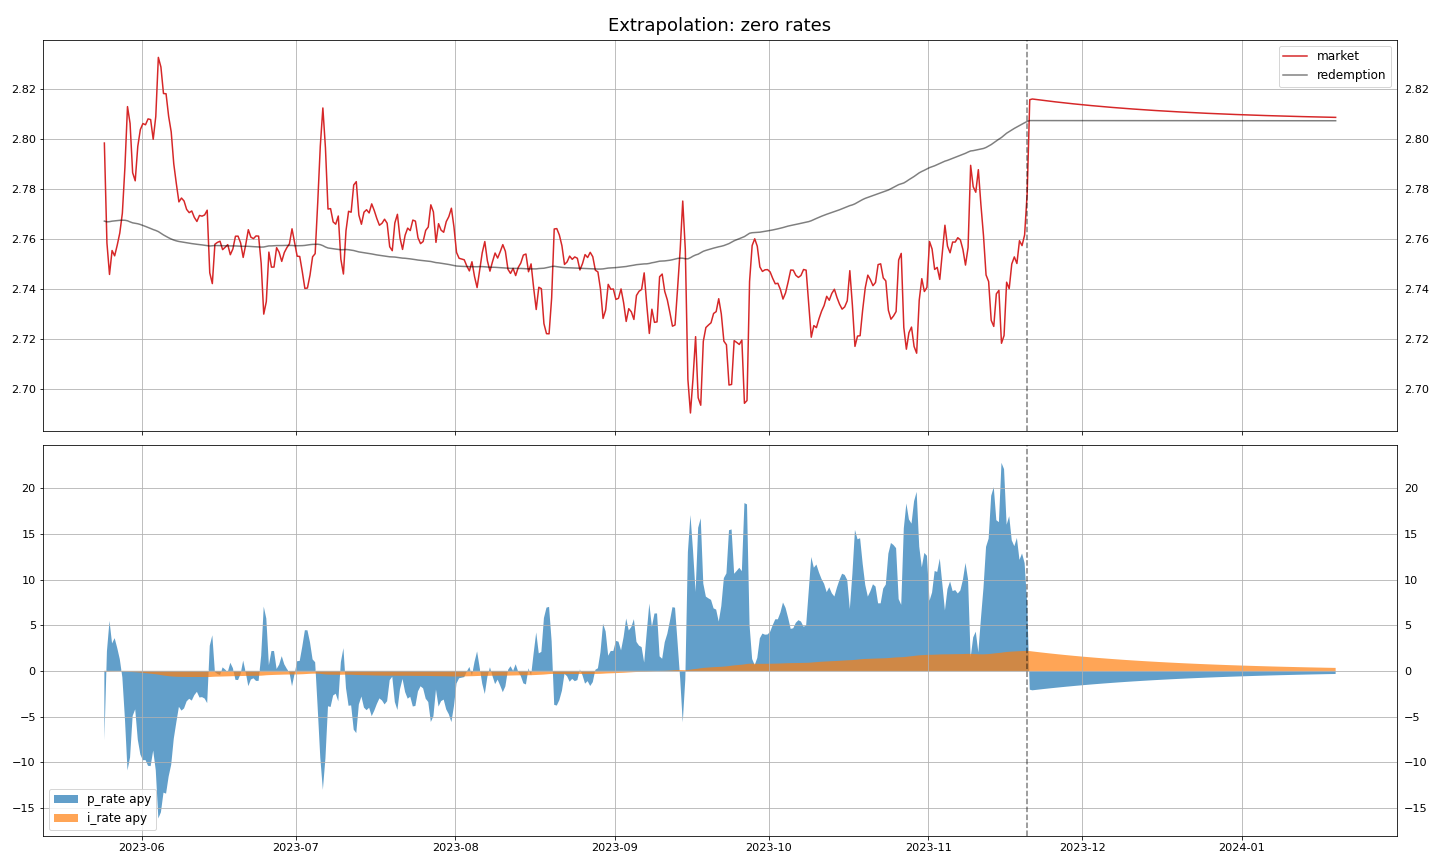 Extrapolation: zero rates
market
redemption
2.82 2.82
2.80 2.80
2.78 2.78
2.76 2.76
2.74 2.74
2.72 2.72
2.70 2.70
20 20
15 15
10 10
5 5
0 0
−5 −5
−10 −10
−15 −15
p_rate apy
i_rate apy
2023-06 2023-07 2023-08 2023-09 2023-10 2023-11 2023-12 2024-01